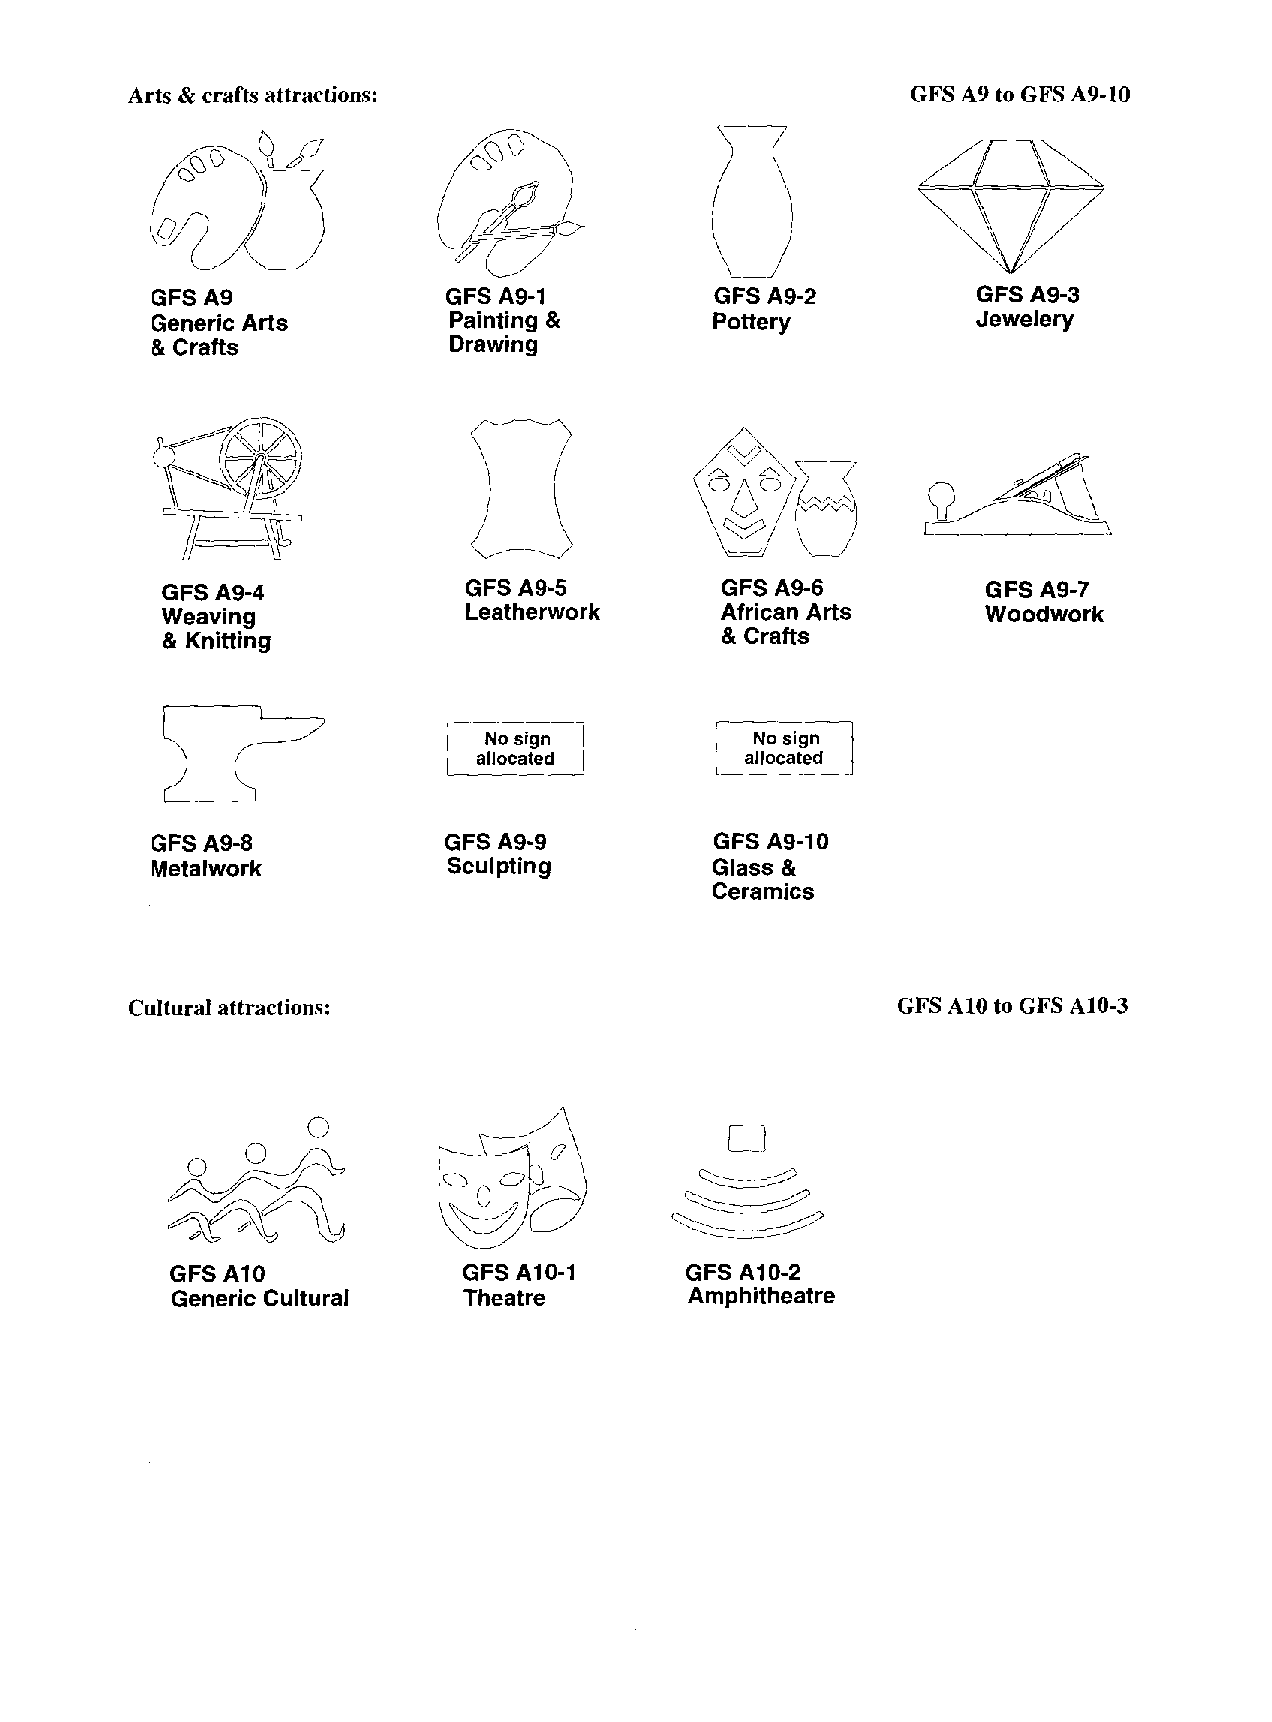 Arts & crafts attractions: GFS A9 to GFS A9-10
GFS A9
Generic Arts
& Crafts
GFS A9-1
Painting &
Drawing
GFS A9-2
Pottery
GFS A9-3
Jewelery
GFS A9-4
Weaving
& Knitting
GFS A9-5
Leatherwork
GFS A9-6
African Arts
& Crafts
GFS A9-7
Woodwork
GFS A9-8
Metalwork
No sign
allocated
GFS A9-9
Sculpting
No sign
allocated
GFS A9-10
Glass &
Ceramics
Cultural attractions: GFS A10 to GFS A10-3
GFS A10
Generic Cultural
GFS A10-1
Theatre
GFS A10-2
Amphitheatre